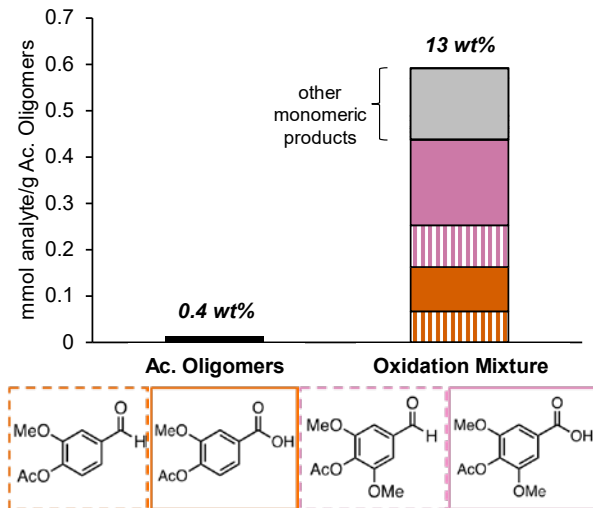 0.7
0.6
0.5
0.4
0.3
0.2
0.1
0
mmol analyte/g Ac. Oligomers
13 wt%
other
monomeric
products
0.4 wt%
Ac. Oligomers
Oxidation Mixture
O
MeO
H
AcO
O
MeO
OH
AcO
O
MeO
H
AcO
OMe
O
MeO
OH
AcO
OMe